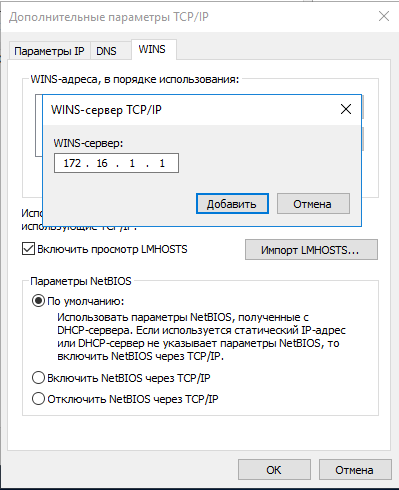 Дополнительные параметры TCP/IP
Параметры IP DNS WINS
WINS-адреса, в порядке использования:
WINS-сервер TCP/IP
WINS-сервер:
172 . 16 . 1 . 1
Добавить Отмена
использующие TCP/IP.
Включить просмотр LMHOSTS Импорт LMHOSTS...
Параметры NetBIOS
По умолчанию:
Использовать параметры NetBIOS, полученные с
DHCP-сервера. Если используется статический IP-адрес
или DHCP-сервер не указывает параметры NetBIOS, то
включить NetBIOS через TCP/IP.
Включить NetBIOS через TCP/IP
Отключить NetBIOS через TCP/IP
OK Отмена